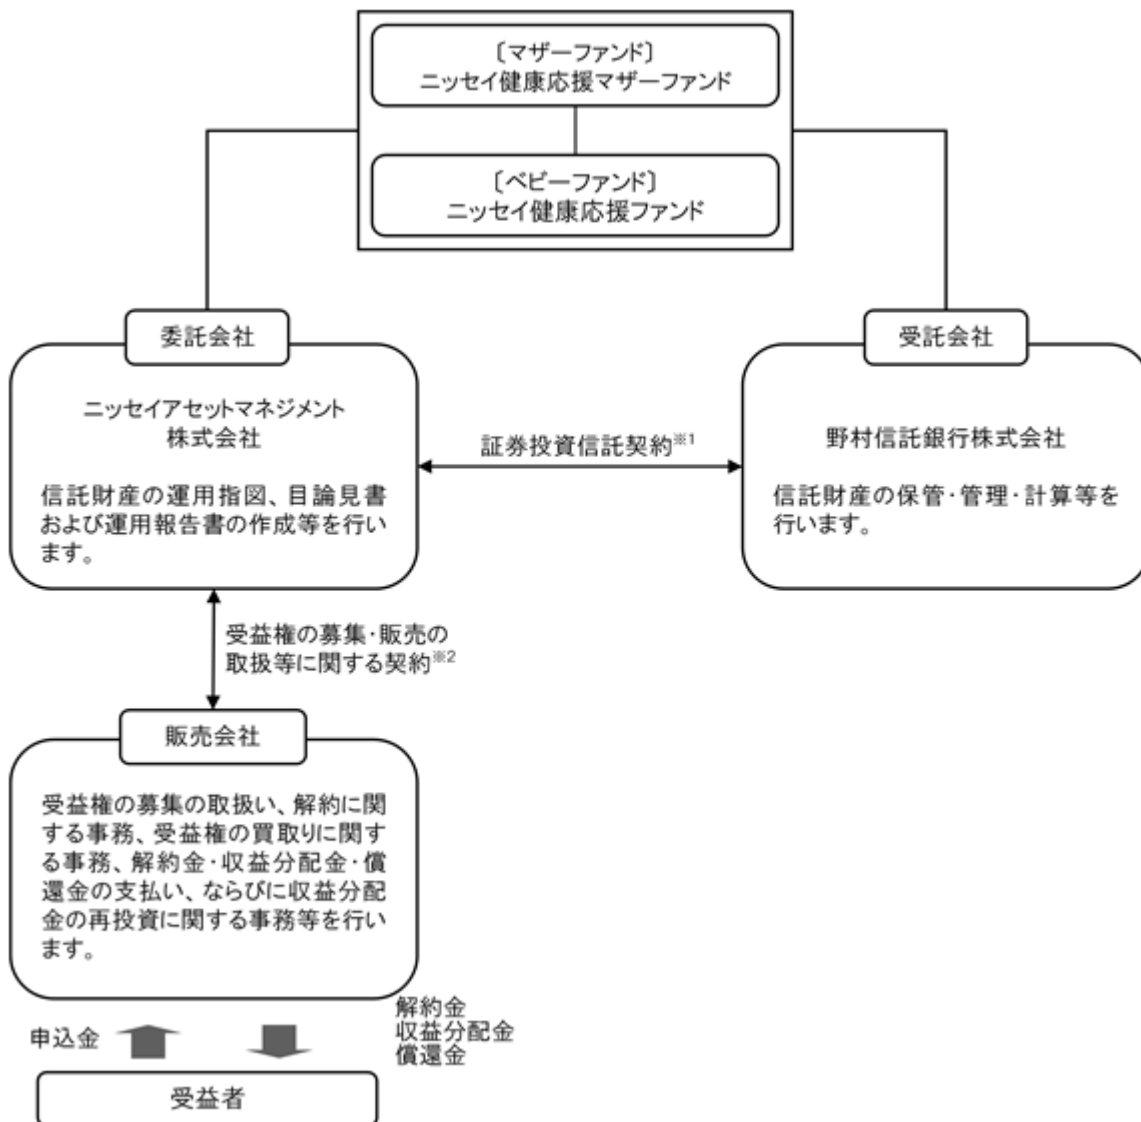 〔マザーファンド〕
ニッセイ健康応援マザーファンド
〔ベビーファンド〕
ニッセイ健康応援ファンド
委託会社
ニッセイアセットマネジメント
株式会社
信託財産の運用指図、目論見書
および運用報告書の作成等を行い
ます。
証券投資信託契約※1
受託会社
野村信託銀行株式会社
信託財産の保管・管理・計算等を
行います。
受益権の募集・販売の
取扱等に関する契約※2
販売会社
受益権の募集の取扱い、解約に関
する事務、受益権の買取りに関す
る事務、解約金・収益分配金・償
還金の支払い、ならびに収益分配
金の再投資に関する事務等を行い
ます。
申込金
解約金
収益分配金
償還金
受益者